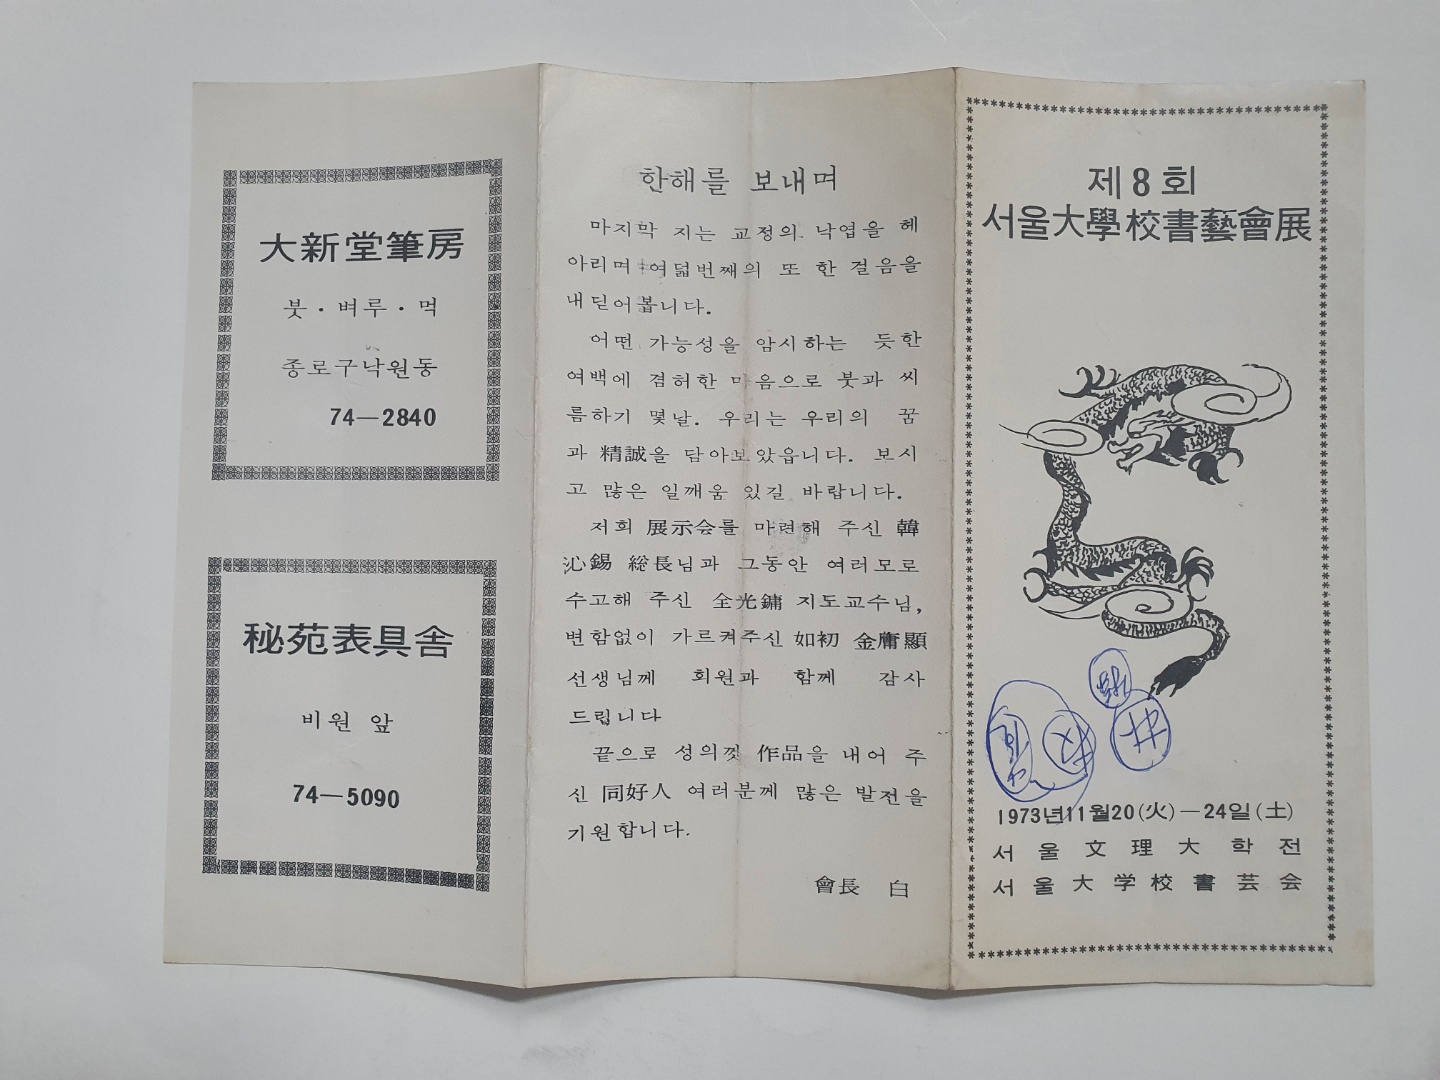 大新堂筆房
붓・벼루・먹
종로구낙원동
74—2840
秘苑表具舍
비원 앞
74—5090
한해를 보내며
마지막 지는 교정의 낙엽을 헤
아리며 여덟번째의 또 한 걸음을
내딛어봅니다.
어떤 가능성을 암시하는 듯한
여백에 겸허한 마음으로 붓과 씨
름하기 몇날. 우리는 우리의 꿈
과 精誠을 담아보았읍니다. 보시
고 많은 일깨움 있길 바랍니다.
저희 展示会를 마련해 주신 韓
沁錫 総長님과 그동안 여러모로
수고해 주신 全光鏞 지도교수님,
변함없이 가르켜주신 如初 金膺顯
선생님께 회원과 함께 감사
드립니다
끝으로 성의껏 作品을 내어 주
신 同好人 여러분께 많은 발전을
기원합니다.
會長 白
제8회
서울大學校書藝會展
1973년11월20(火)—24일(土)
서울文理大학전
서울大学校書芸会